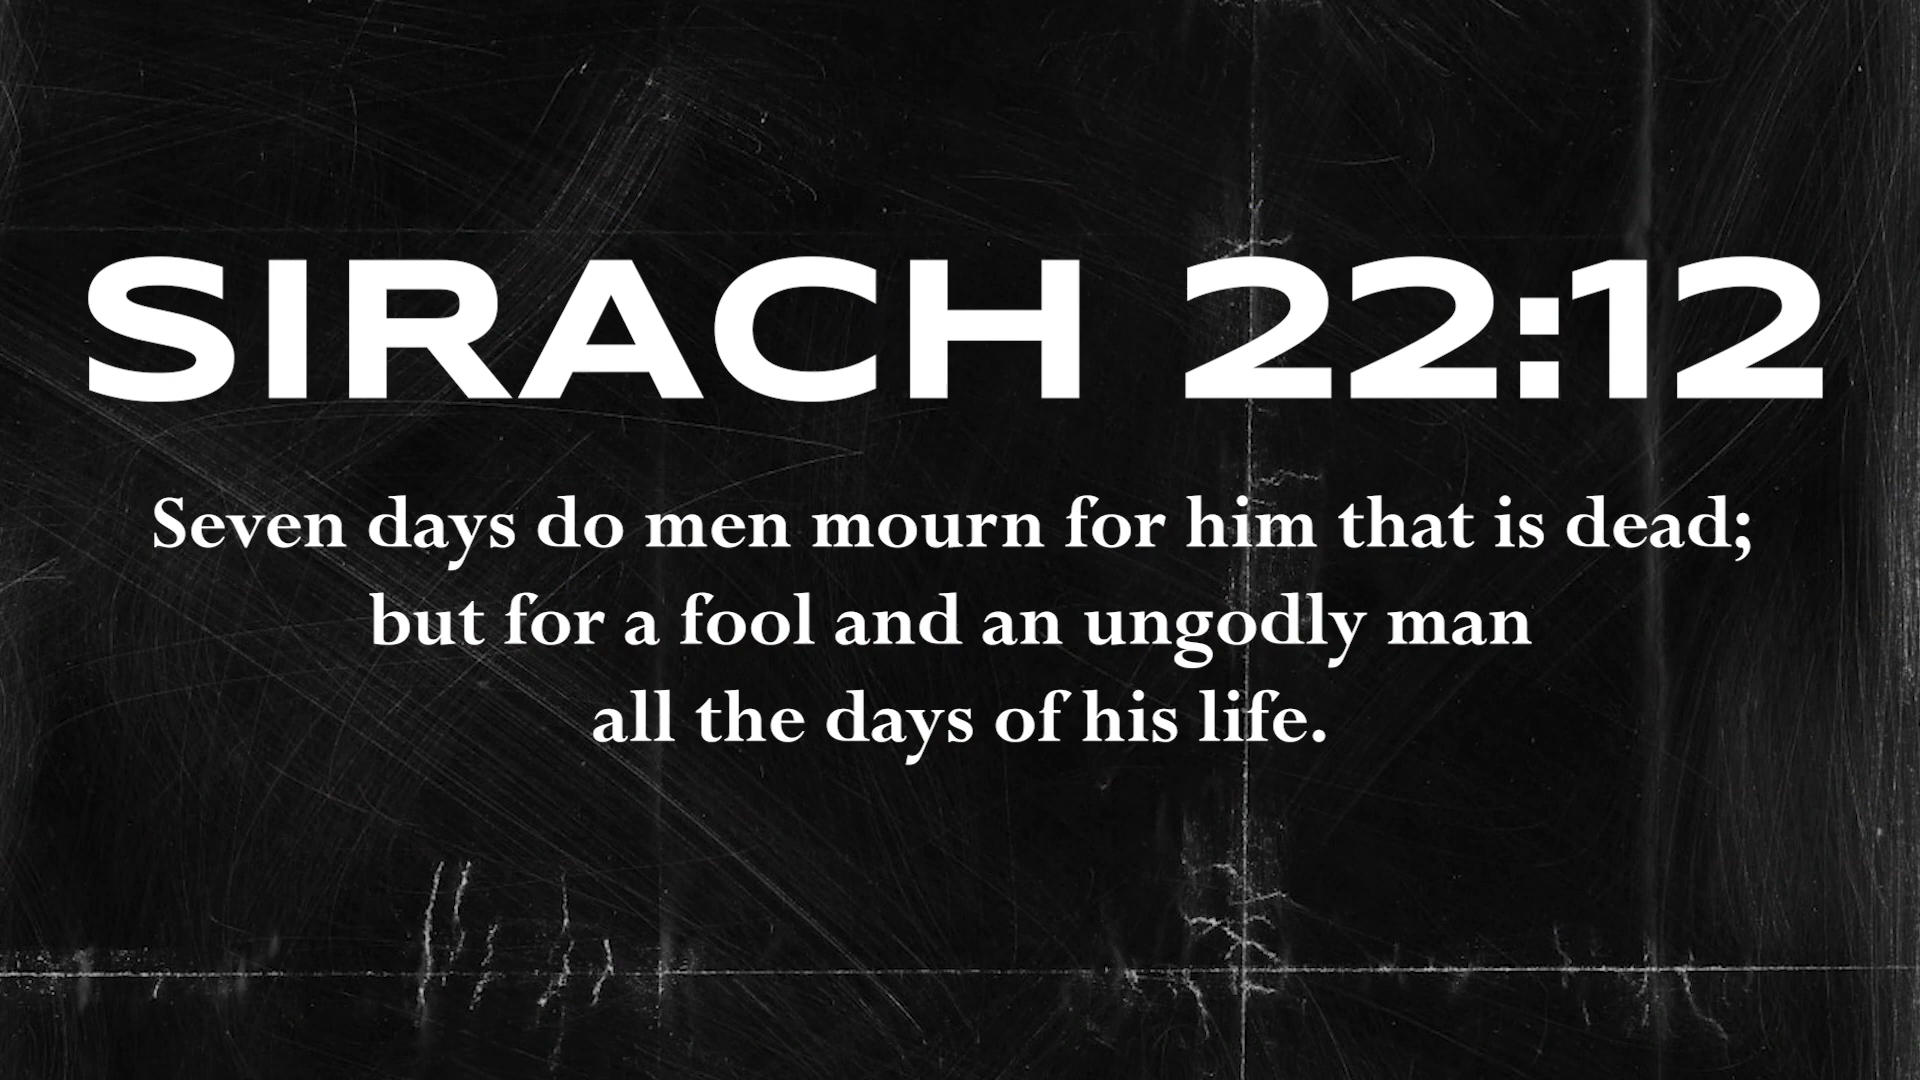 SIRACH 22:12
Seven days do men mourn for him that is dead;
but for a fool and an ungodly man
all the days of his life.